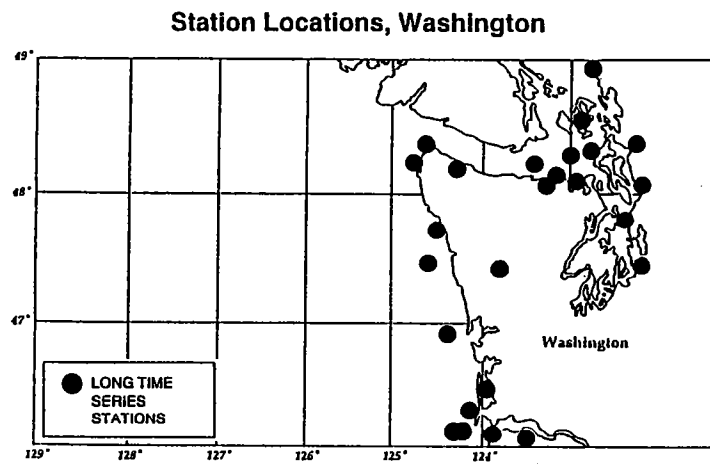 Station Locations, Washington
49°
48°
47°
Washington
LONG TIME
SERIES
STATIONS
129° 128° 127° 126° 125° 124°